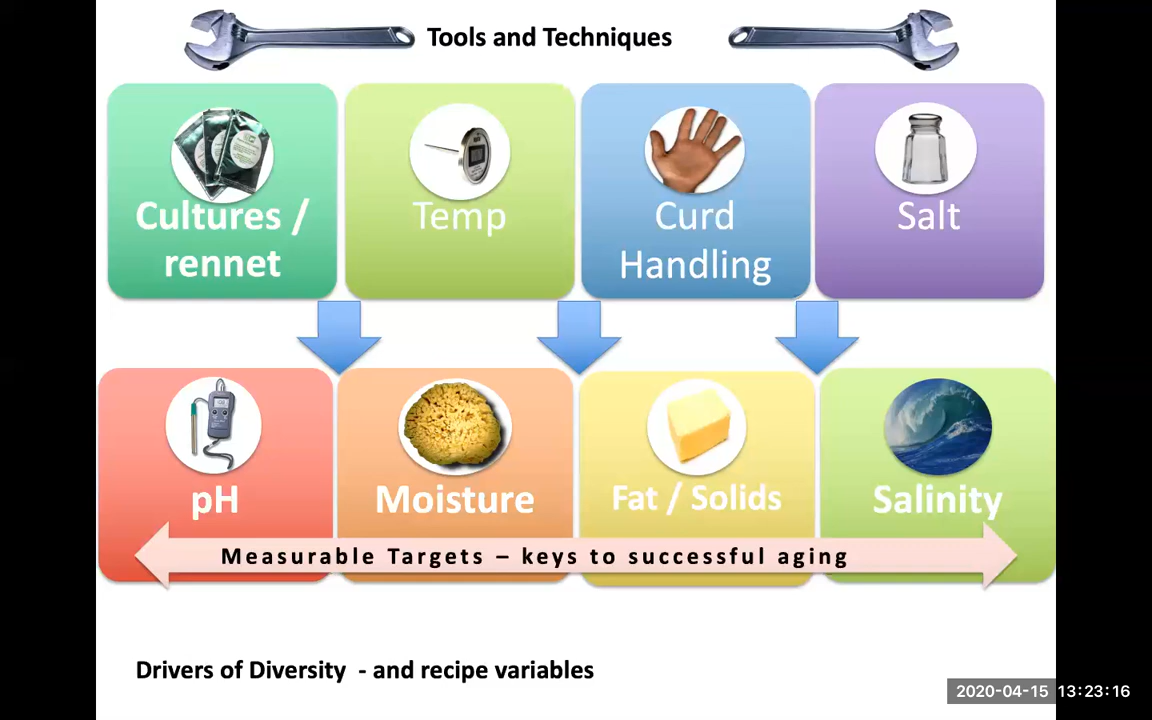 Tools and Techniques
Cultures /
rennet
Temp
Curd
Handling
Salt
pH
Moisture
Fat / Solids
Salinity
Measurable Targets – keys to successful aging
Drivers of Diversity - and recipe variables
2020-04-15 13:23:16